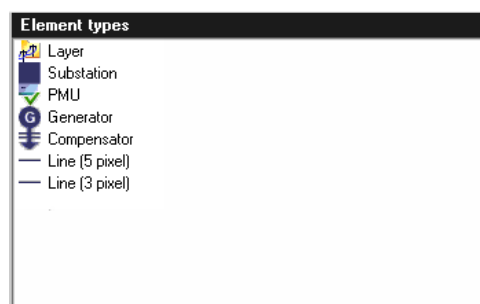 Element types
Layer
Substation
PMU
G Generator
Compensator
Line (5 pixel)
Line (3 pixel)